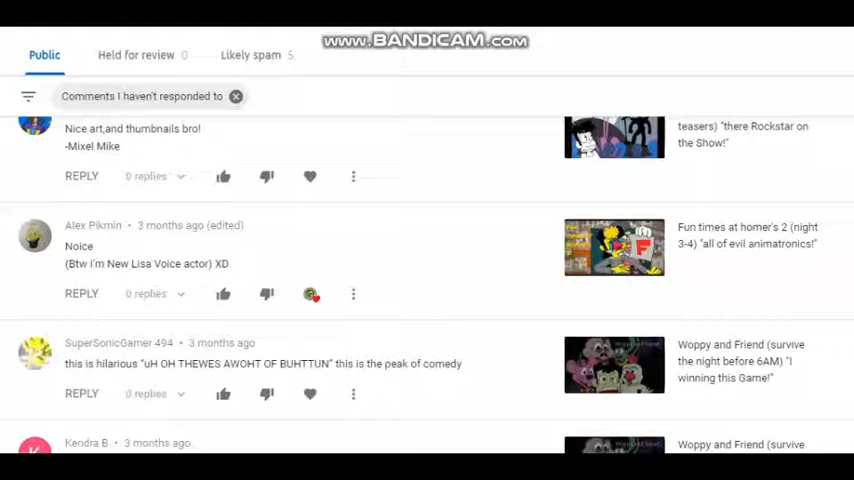 www.BANDICAM.com
Public
Held for review 0
Likely spam 5
Comments I haven't responded to
Nice art,and thumbnails bro!
-Mixel Mike
REPLY
0 replies
teasers) "there Rockstar on
the Show!"
Alex Pikmin • 3 months ago (edited)
Noice
(Btw I'm New Lisa Voice actor) XD
REPLY
0 replies
F
Fun times at homer's 2 (night
3-4) "all of evil animatronics!"
SuperSonicGamer 494 • 3 months ago
this is hilarious "uH OH THEWES AWOHT OF BUHTTUN" this is the peak of comedy
REPLY
0 replies
Woppy and Friend (survive
the night before 6AM) "I
winning this Game!"
K
Kendra B • 3 months ago
Woppy and Friend (survive